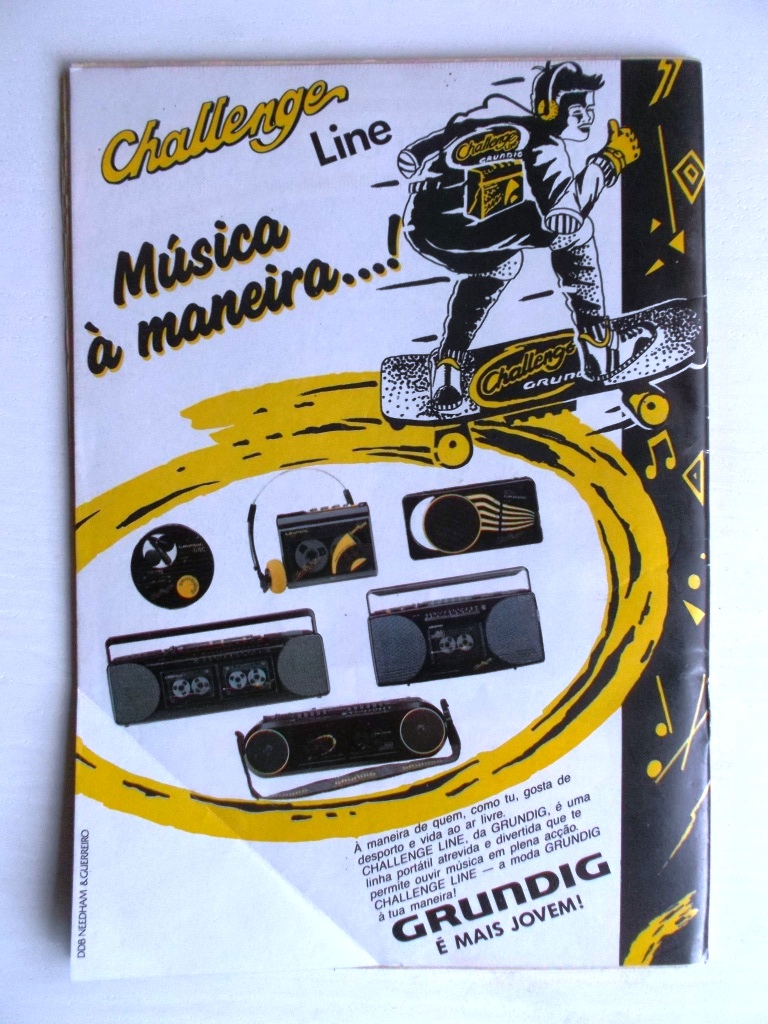 Challenge
Line
Música
à maneira...!
Challenge
GRUNDIG
Challenge
GRUN
À maneira de quem, como tu, gosta de
desporto e vida ao ar livre.
CHALLENGE LINE, da GRUNDIG, é uma
linha portátil atrevida e divertida que te
permite ouvir música em plena acção.
CHALLENGE LINE — a moda GRUNDIG
à tua maneira!
GRUNDIG
É MAIS JOVEM!
GRUNDIG
DDB NEEDHAM & GUERREIRO